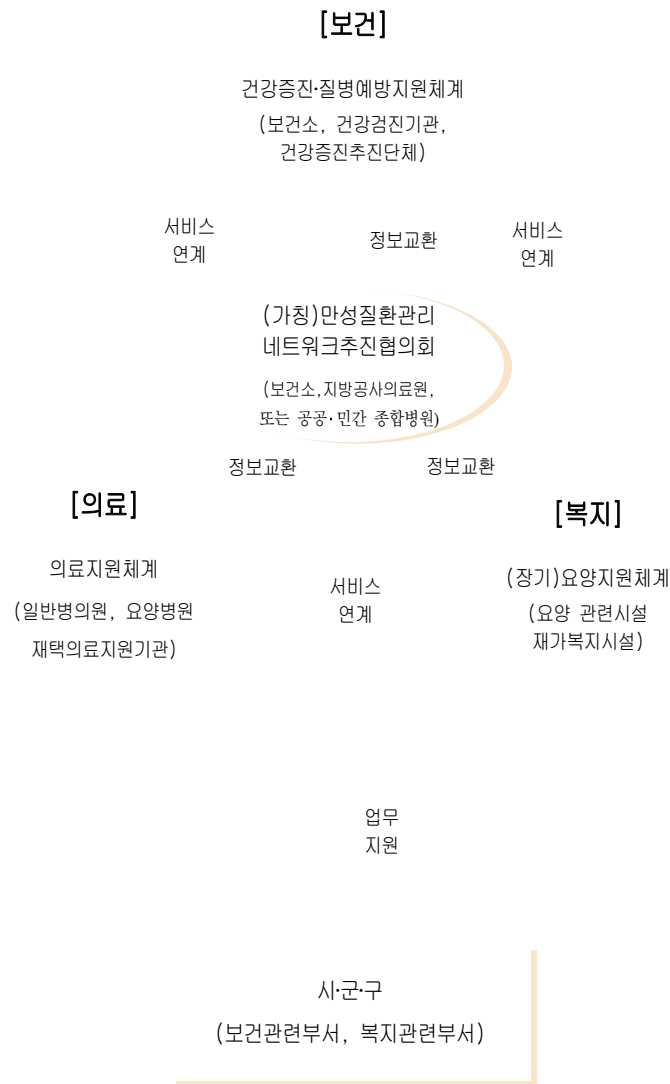 [보건]
건강증진·질병예방지원체계
(보건소, 건강검진기관,
건강증진추진단체)
서비스
연계
정보교환
서비스
연계
(가칭)만성질환관리
네트워크추진협의회
(보건소,지방공사의료원,
또는 공공·민간 종합병원)
정보교환
정보교환
[의료]
의료지원체계
(일반병의원, 요양병원
재택의료지원기관)
서비스
연계
[복지]
(장기)요양지원체계
(요양 관련시설
재가복지시설)
업무
지원
시·군·구
(보건관련부서, 복지관련부서)